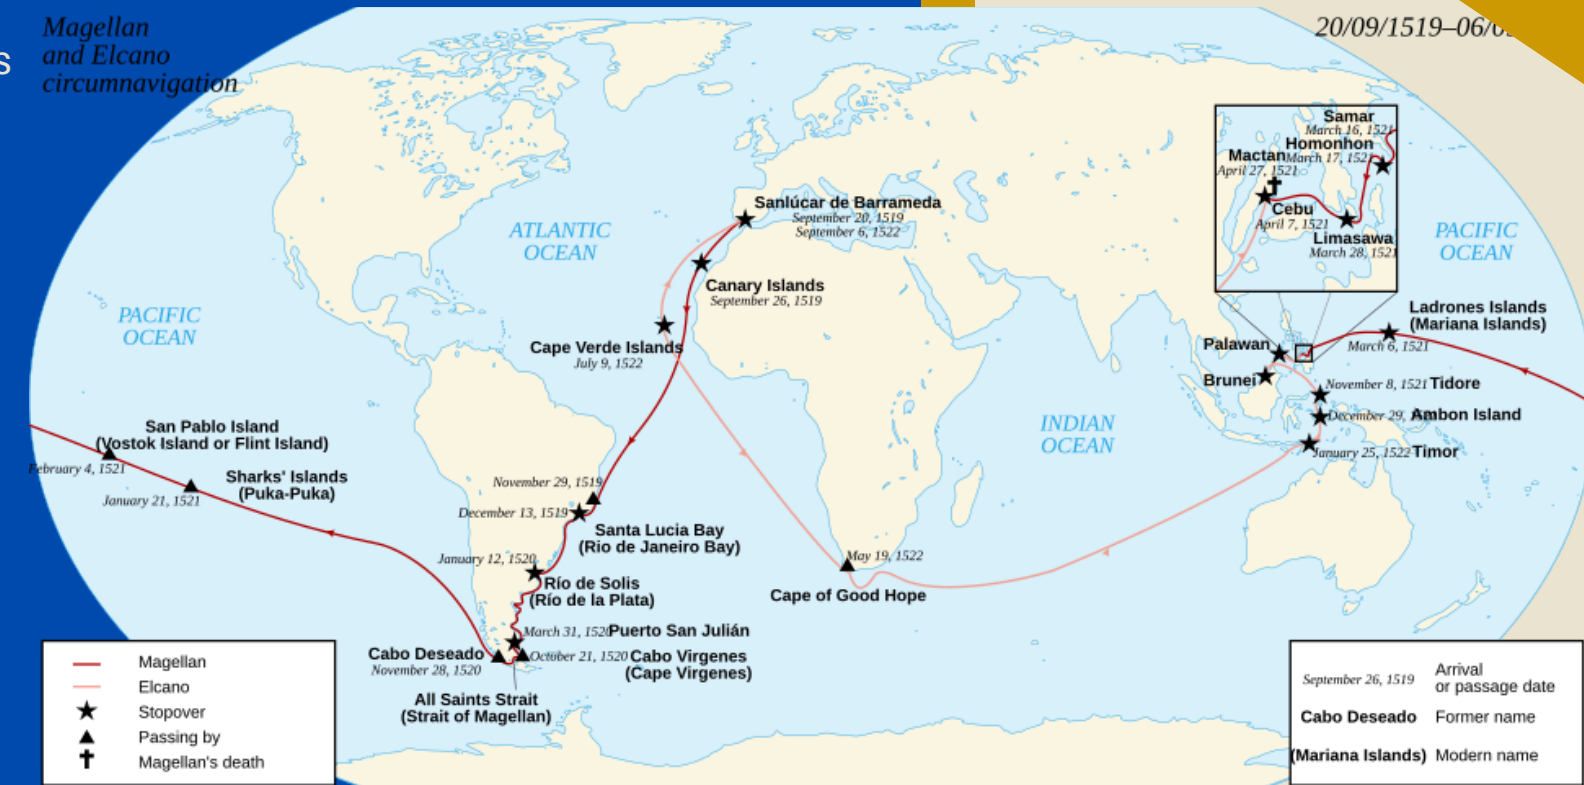 s
Magellan
and Elcano
circumnavigation
20/09/1519–06/0
Samar
March 16, 1521
Homonhon
March 17, 1521
Mactan
April 27, 1521
Cebu
April 7, 1521
Limasawa
March 28, 1521
PACIFIC
OCEAN
ATLANTIC
OCEAN
PACIFIC
OCEAN
INDIAN
OCEAN
Sanlúcar de Barrameda
September 20, 1519
September 6, 1522
Canary Islands
September 26, 1519
Cape Verde Islands
July 9, 1522
Ladrones Islands
(Mariana Islands)
March 6, 1521
Palawan
Brunei
November 8, 1521 Tidore
December 29, Ambon Island
January 25, 1522 Timor
San Pablo Island
(Vostok Island or Flint Island)
February 4, 1521
Sharks' Islands
(Puka-Puka)
January 21, 1521
November 29, 1519
December 13, 1519
Santa Lucia Bay
(Rio de Janeiro Bay)
January 12, 1520
Río de Solis
(Río de la Plata)
May 19, 1522
Cape of Good Hope
March 31, 1520 Puerto San Julián
Cabo Deseado
November 28, 1520
October 21, 1520 Cabo Virgenes
(Cape Virgenes)
All Saints Strait
(Strait of Magellan)
Magellan
Elcano
Stopover
Passing by
Magellan's death
September 26, 1519 Arrival
or passage date
Cabo Deseado Former name
(Mariana Islands) Modern name